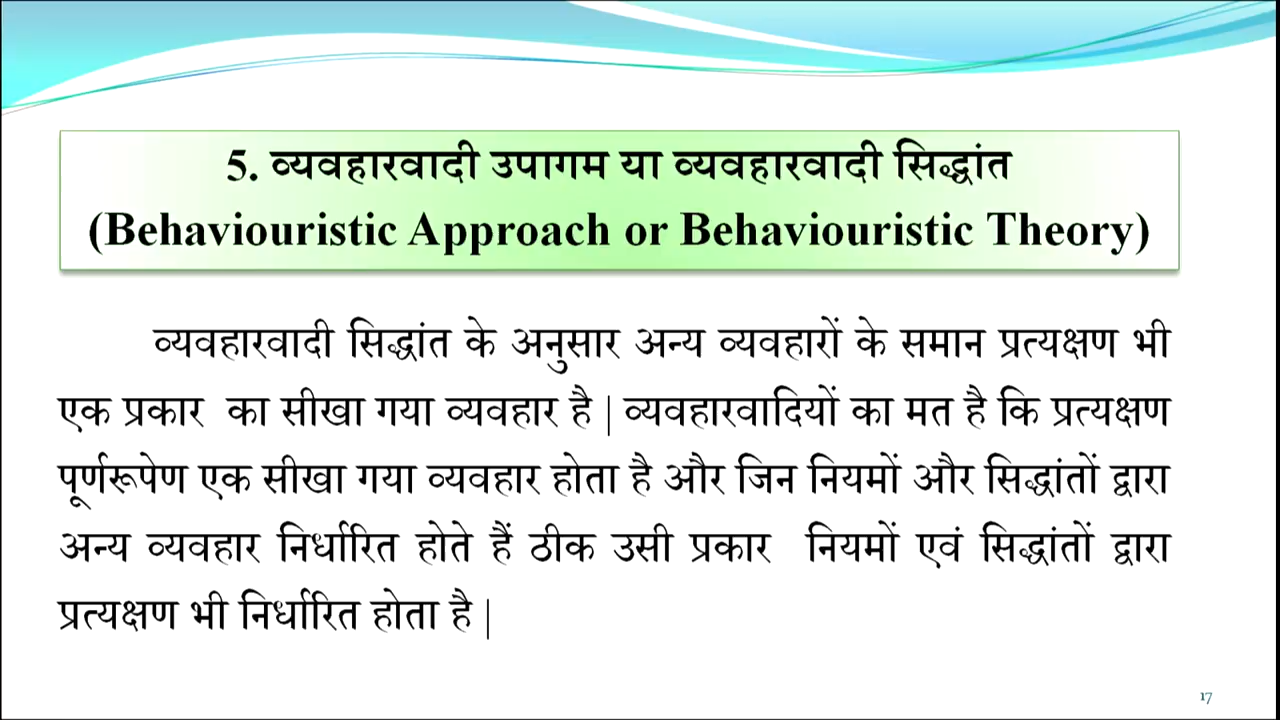 5. व्यवहारवादी उपागम या व्यवहारवादी सिद्धांत
(Behaviouristic Approach or Behaviouristic Theory)
व्यवहारवादी सिद्धांत के अनुसार अन्य व्यवहारों के समान प्रत्यक्षण भी
एक प्रकार का सीखा गया व्यवहार है | व्यवहारवादियों का मत है कि प्रत्यक्षण
पूर्णरूपेण एक सीखा गया व्यवहार होता है और जिन नियमों और सिद्धांतों द्वारा
अन्य व्यवहार निर्धारित होते हैं ठीक उसी प्रकार नियमों एवं सिद्धांतों द्वारा
प्रत्यक्षण भी निर्धारित होता है |
17